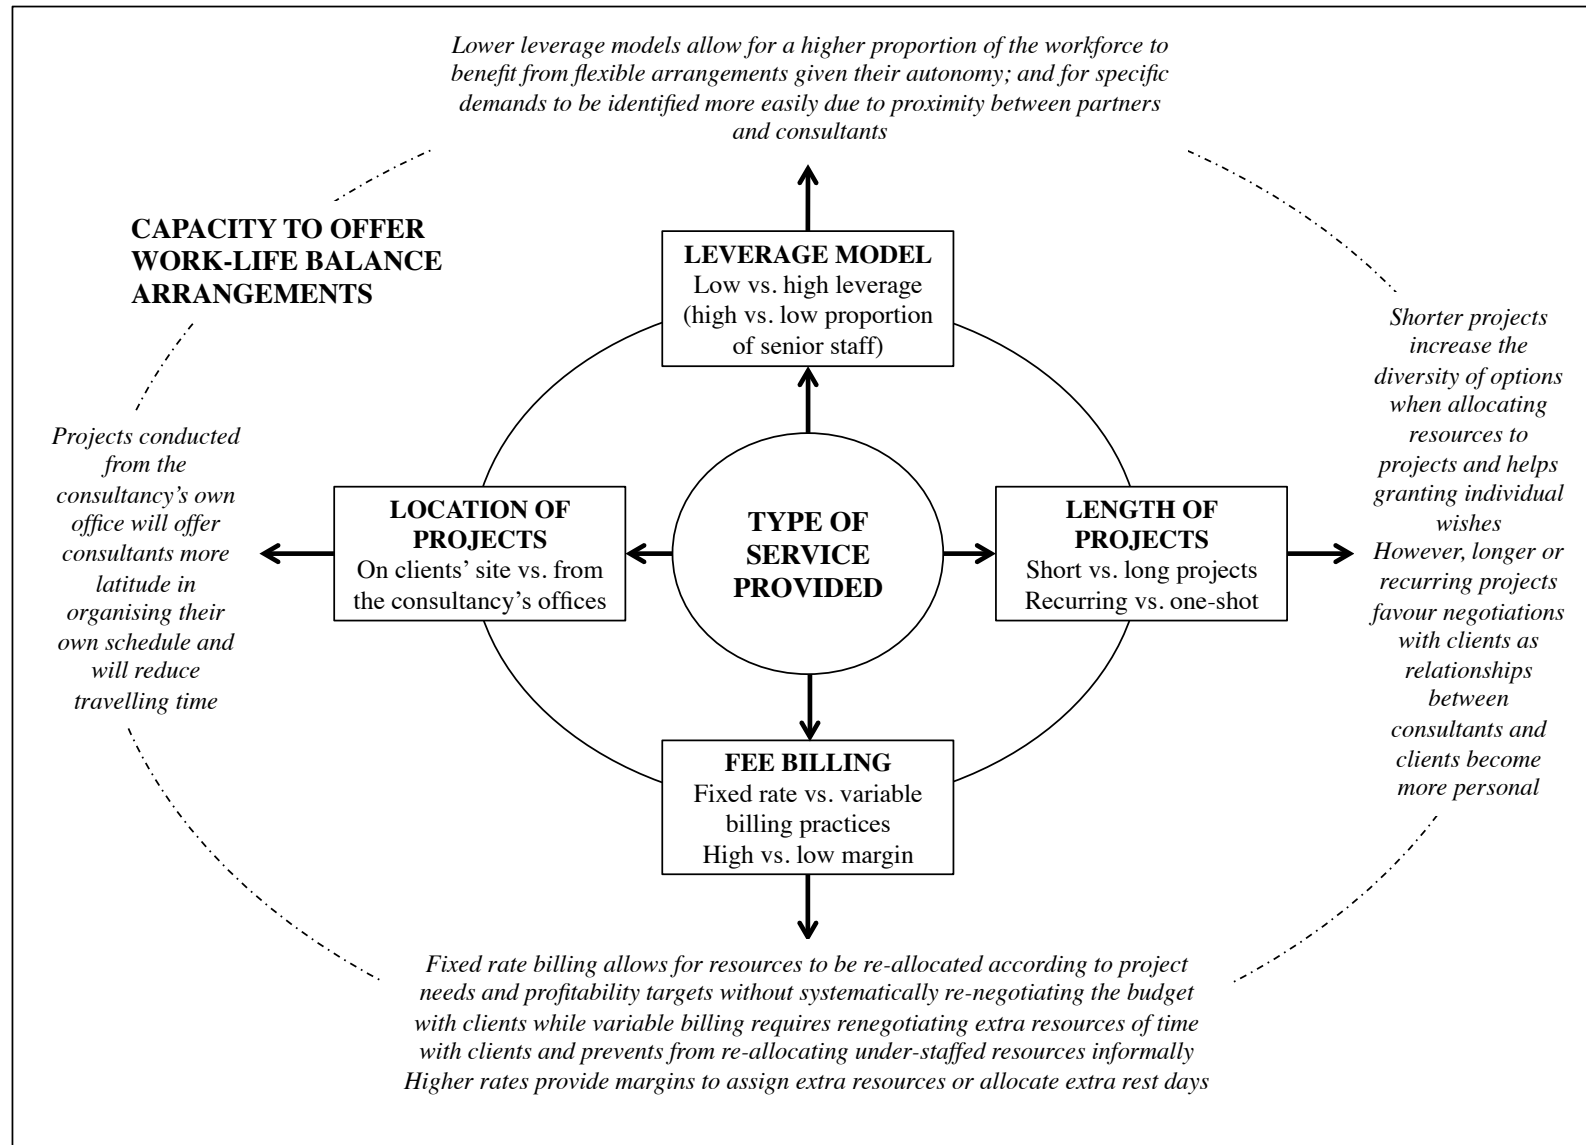 Lower leverage models allow for a higher proportion of the workforce to
benefit from flexible arrangements given their autonomy; and for specific
demands to be identified more easily due to proximity between partners
and consultants
CAPACITY TO OFFER
WORK-LIFE BALANCE
ARRANGEMENTS
LEVERAGE MODEL
Low vs. high leverage
(high vs. low proportion
of senior staff)
Projects conducted
from the
consultancy’s own
office will offer
consultants more
latitude in
organising their
own schedule and
will reduce
travelling time
LOCATION OF
PROJECTS
On clients’ site vs. from
the consultancy’s offices
TYPE OF
SERVICE
PROVIDED
LENGTH OF
PROJECTS
Short vs. long projects
Recurring vs. one-shot
Shorter projects
increase the
diversity of options
when allocating
resources to
projects and helps
granting individual
wishes
However, longer or
recurring projects
favour negotiations
with clients as
relationships
between
consultants and
clients become
more personal
FEE BILLING
Fixed rate vs. variable
billing practices
High vs. low margin
Fixed rate billing allows for resources to be re-allocated according to project
needs and profitability targets without systematically re-negotiating the budget
with clients while variable billing requires renegotiating extra resources of time
with clients and prevents from re-allocating under-staffed resources informally
Higher rates provide margins to assign extra resources or allocate extra rest days